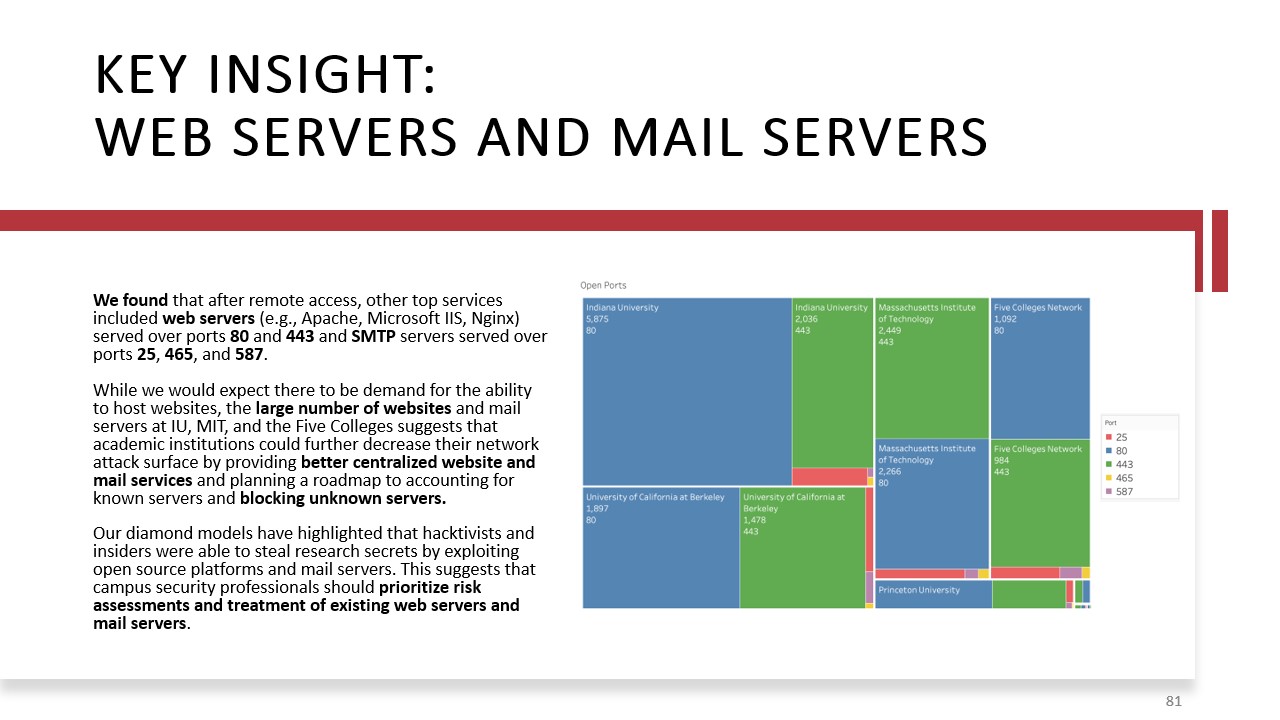 KEY INSIGHT:
WEB SERVERS AND MAIL SERVERS
We found that after remote access, other top services
included web servers (e.g., Apache, Microsoft IIS, Nginx)
served over ports 80 and 443 and SMTP servers served over
ports 25, 465, and 587.
While we would expect there to be demand for the ability
to host websites, the large number of websites and mail
servers at IU, MIT, and the Five Colleges suggests that
academic institutions could further decrease their network
attack surface by providing better centralized website and
mail services and planning a roadmap to accounting for
known servers and blocking unknown servers.
Our diamond models have highlighted that hacktivists and
insiders were able to steal research secrets by exploiting
open source platforms and mail servers. This suggests that
campus security professionals should prioritize risk
assessments and treatment of existing web servers and
mail servers.
Open Ports
Indiana University
5,875
80
Indiana University
2,036
443
Massachusetts Institute
of Technology
2,449
443
Five Colleges Network
1,092
80
Massachusetts Institute
of Technology
2,266
80
Five Colleges Network
984
443
University of California at Berkeley
1,897
80
University of California at
Berkeley
1,478
443
Princeton University
Port
25
80
443
465
587
81